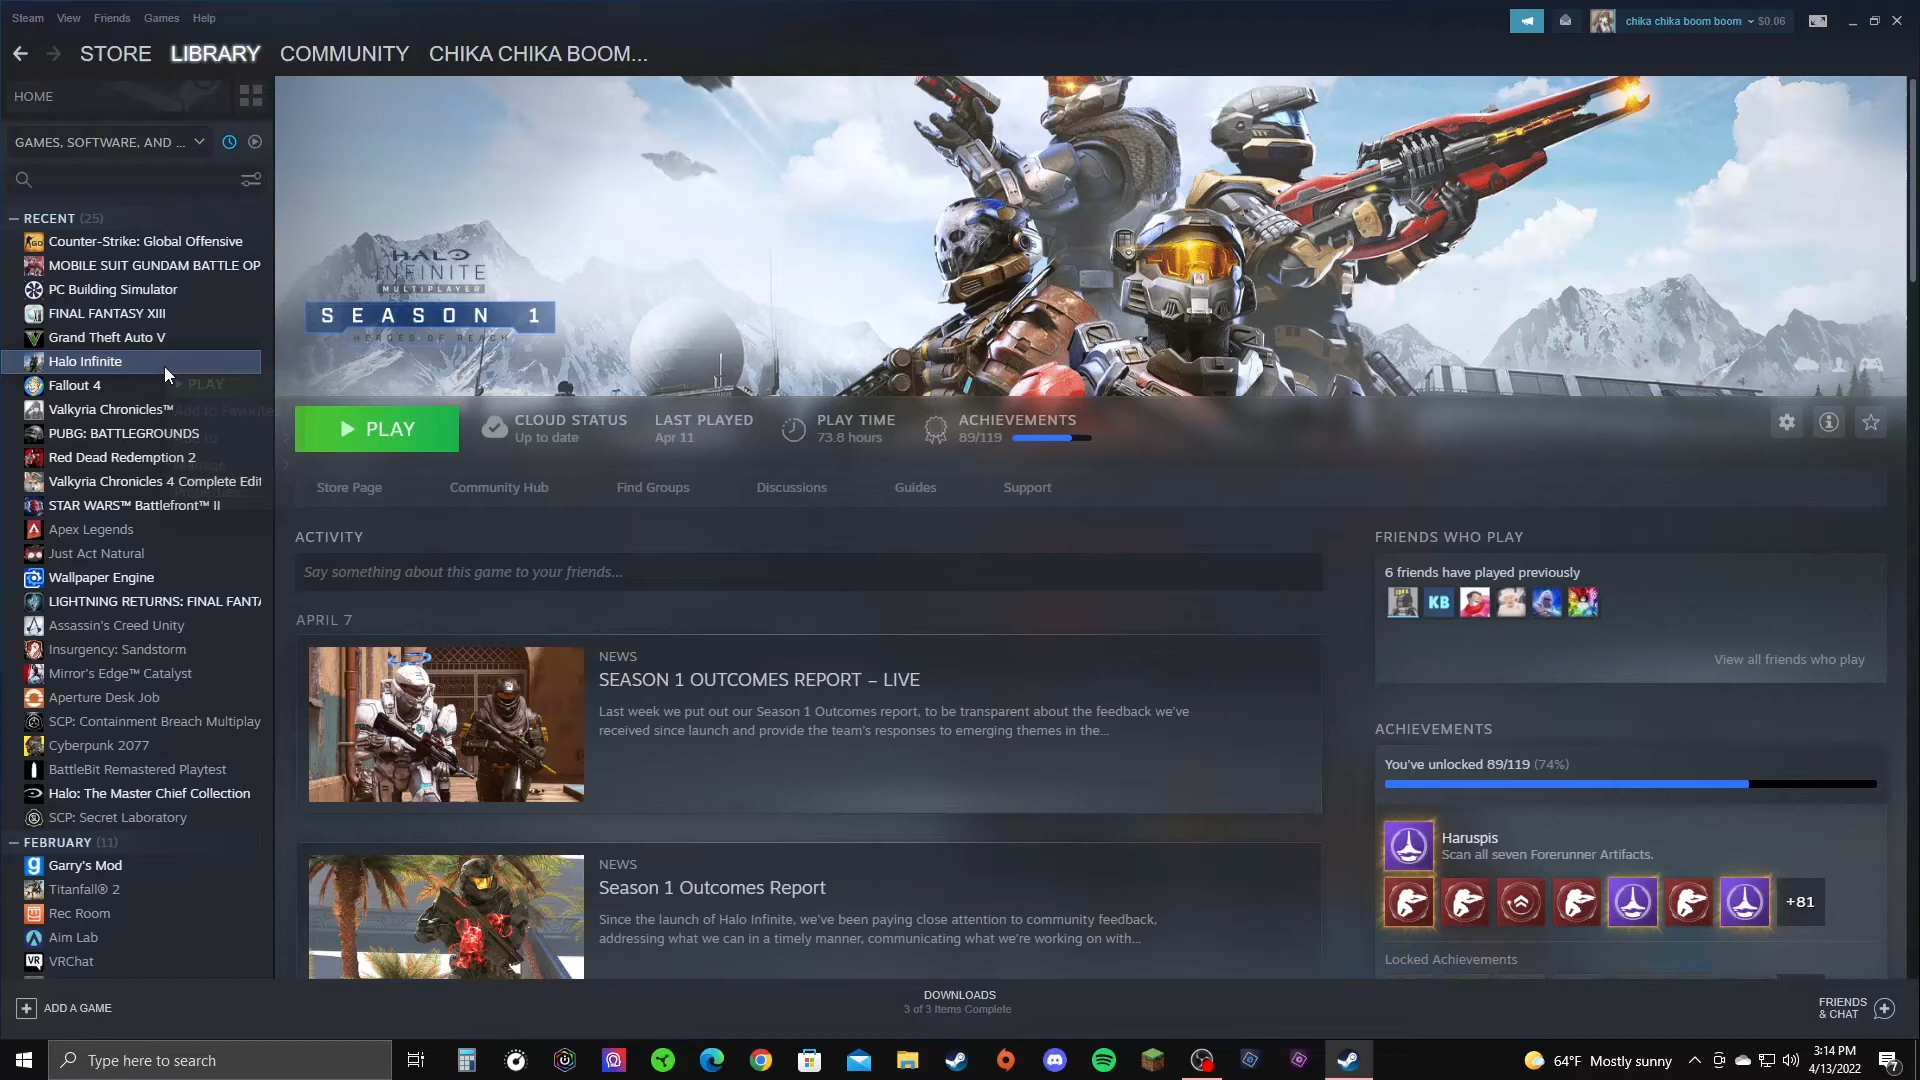 Steam View Friends Games Help
chika chika boom boom $0.06
STORE LIBRARY COMMUNITY CHIKA CHIKA BOOM...
HOME
GAMES, SOFTWARE, AND ...
RECENT (25)
Counter-Strike: Global Offensive
MOBILE SUIT GUNDAM BATTLE OP
PC Building Simulator
FINAL FANTASY XIII
Grand Theft Auto V
Halo Infinite
Fallout 4
Valkyria Chronicles™
PUBG: BATTLEGROUNDS
Red Dead Redemption 2
Valkyria Chronicles 4 Complete Edit
STAR WARS™ Battlefront™ II
Apex Legends
Just Act Natural
Wallpaper Engine
LIGHTNING RETURNS: FINAL FANTA
Assassin's Creed Unity
Insurgency: Sandstorm
Mirror's Edge™ Catalyst
Aperture Desk Job
SCP: Containment Breach Multiplay
Cyberpunk 2077
BattleBit Remastered Playtest
Halo: The Master Chief Collection
SCP: Secret Laboratory
FEBRUARY (11)
Garry's Mod
Titanfall® 2
Rec Room
Aim Lab
VRChat
PLAY
Add to Favorites
HALO
INFINITE
MULTIPLAYER
SEASON 1
HEROES OF REACH
PLAY
CLOUD STATUS
Up to date
LAST PLAYED
Apr 11
PLAY TIME
73.8 hours
ACHIEVEMENTS
89/119
Store Page Community Hub Find Groups Discussions Guides Support
ACTIVITY
Say something about this game to your friends...
APRIL 7
NEWS
SEASON 1 OUTCOMES REPORT – LIVE
Last week we put out our Season 1 Outcomes report, to be transparent about the feedback we've
received since launch and provide the team's responses to emerging themes in the...
NEWS
Season 1 Outcomes Report
Since the launch of Halo Infinite, we've been paying close attention to community feedback,
addressing what we can in a timely manner, communicating what we're working on with...
FRIENDS WHO PLAY
6 friends have played previously
KB
View all friends who play
ACHIEVEMENTS
You've unlocked 89/119 (74%)
Haruspis
Scan all seven Forerunner Artifacts.
+81
Locked Achievements
ADD A GAME
DOWNLOADS
3 of 3 Items Complete
FRIENDS
& CHAT
Type here to search
64°F Mostly sunny
3:14 PM
4/13/2022
7